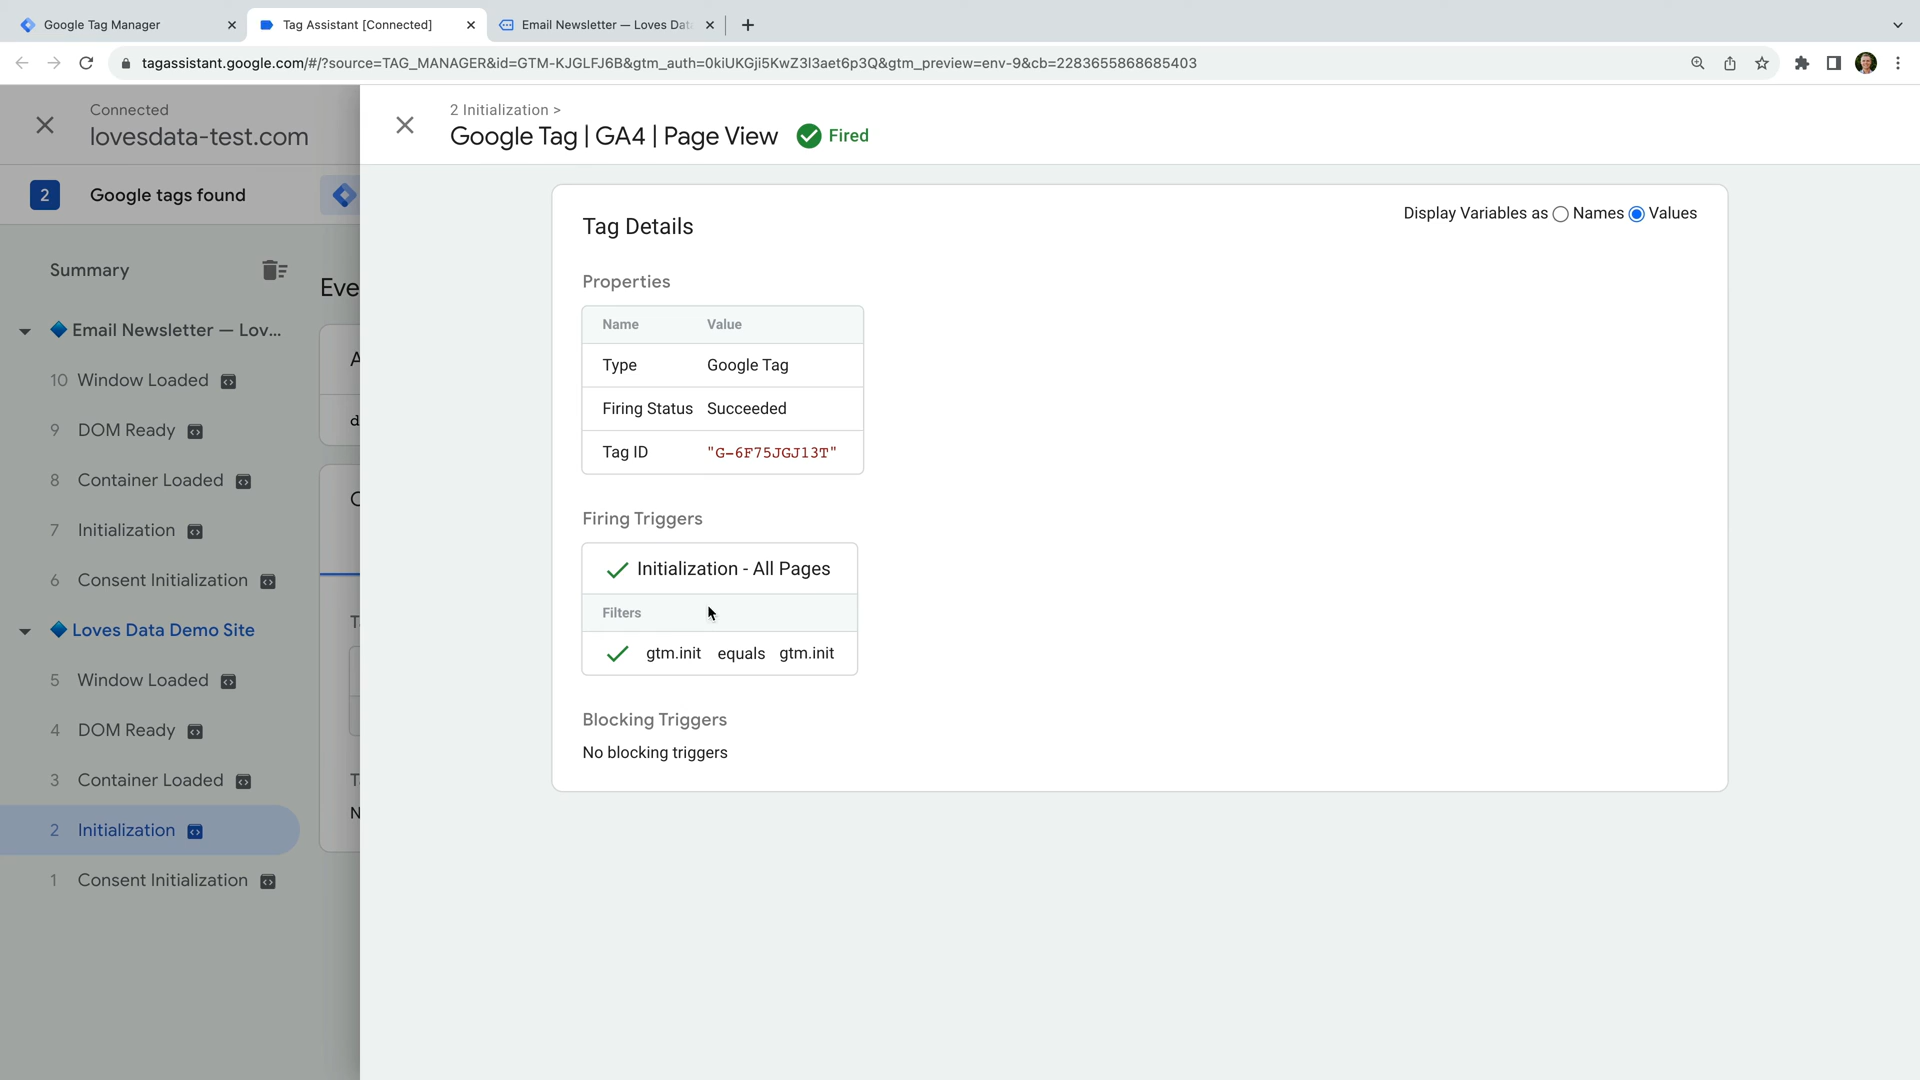 Google Tag Manager
Tag Assistant [Connected]
Email Newsletter — Loves Dat
tagassistant.google.com/#/?source=TAG_MANAGER&id=GTM-KJGLFJ6B&gtm_auth=0kiUKGji5KwZ3l3aet6p3Q&gtm_preview=env-9&cb=2283655868685403
Connected
lovesdata-test.com
2 Initialization >
Google Tag | GA4 | Page View
Fired
2
Google tags found
Tag Details
Display Variables as
Names
Values
Summary
Eve
Properties
Name Value
Type Google Tag
Firing Status Succeeded
Tag ID "G-6F75JGJ13T"
Email Newsletter — Lov...
10 Window Loaded
9 DOM Ready
8 Container Loaded
7 Initialization
6 Consent Initialization
Loves Data Demo Site
5 Window Loaded
4 DOM Ready
3 Container Loaded
2 Initialization
1 Consent Initialization
Firing Triggers
Initialization - All Pages
Filters
gtm.init equals gtm.init
Blocking Triggers
No blocking triggers